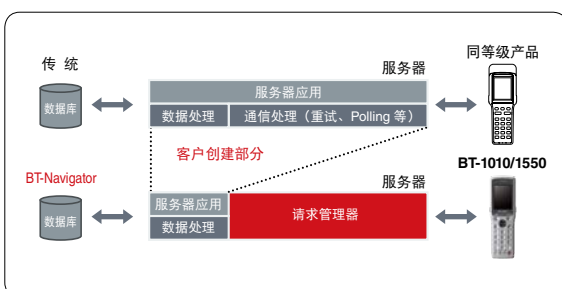 传 统
数据库
服务器
服务器应用
数据处理
通信处理（重试、Polling 等）
同等级产品
客户创建部分
BT-Navigator
数据库
服务器
服务器应用
数据处理
请求管理器
BT-1010/1550